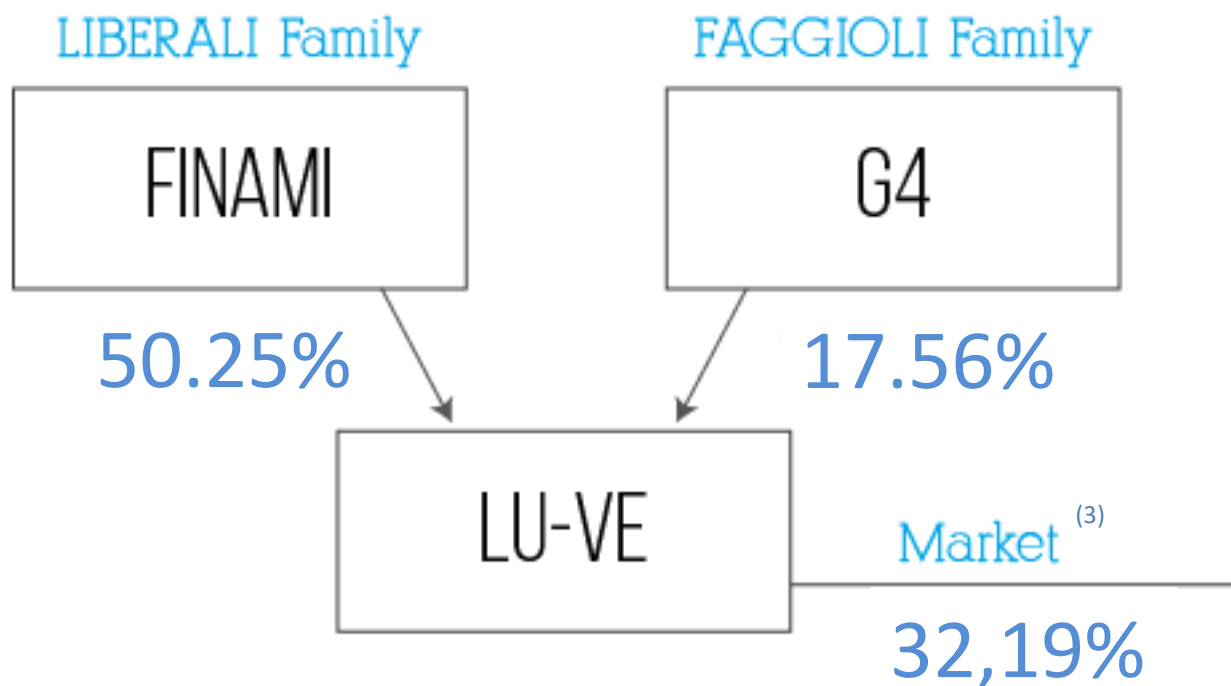 LIBERALI Family
FAGGIOLI Family
FINAMI
G4
50.25%
17.56%
LU-VE
Market (3)
32,19%